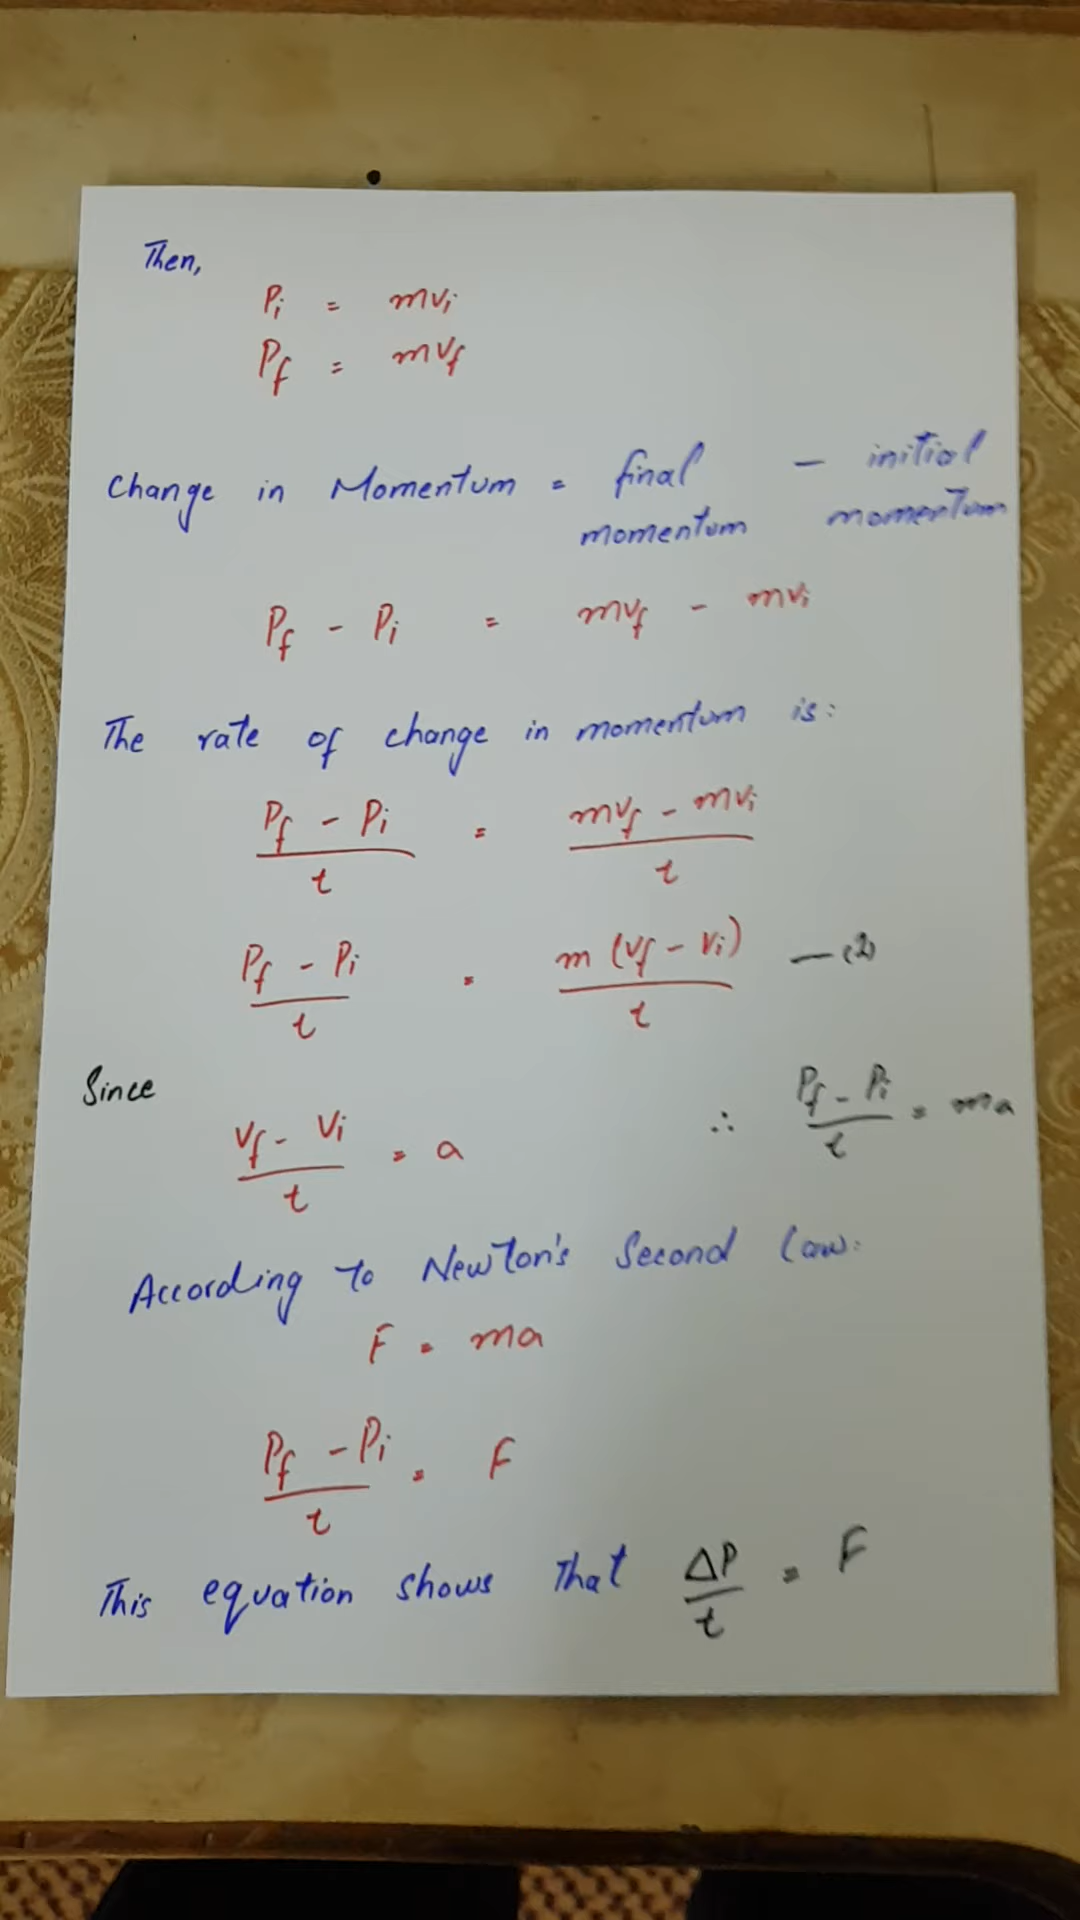 Then,
Pi = mvi
Pf = mvf
Change in Momentum = final momentum - initial momentum
Pf - Pi = mvf - mvi
The rate of change in momentum is:
Pf - Pi / t = mvf - mvi / t
Pf - Pi / t = m (vf - vi) / t — (2)
Since
vf - vi / t = a ∴ Pf - Pi / t = ma
According to Newton's Second law:
F = ma
Pf - Pi / t = F
This equation shows that ΔP / t = F